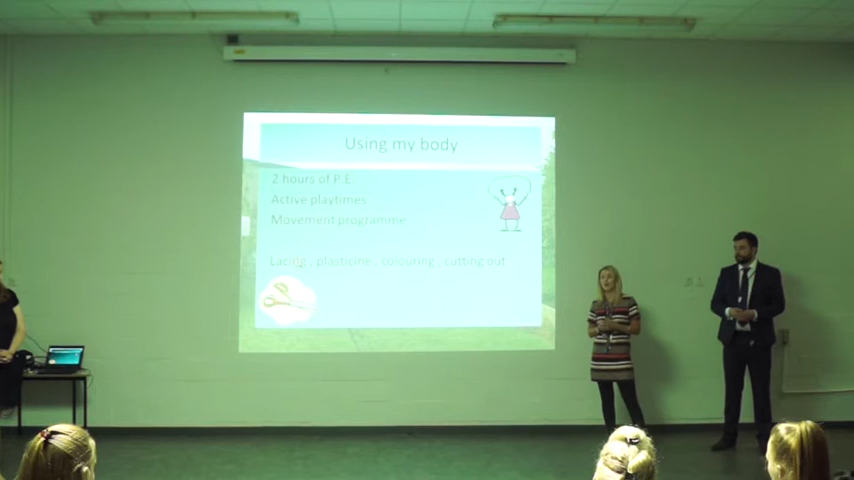 Using my body
2 hours of P.E
Active playtimes
Movement programme
Lacing , plasticine , colouring , cutting out